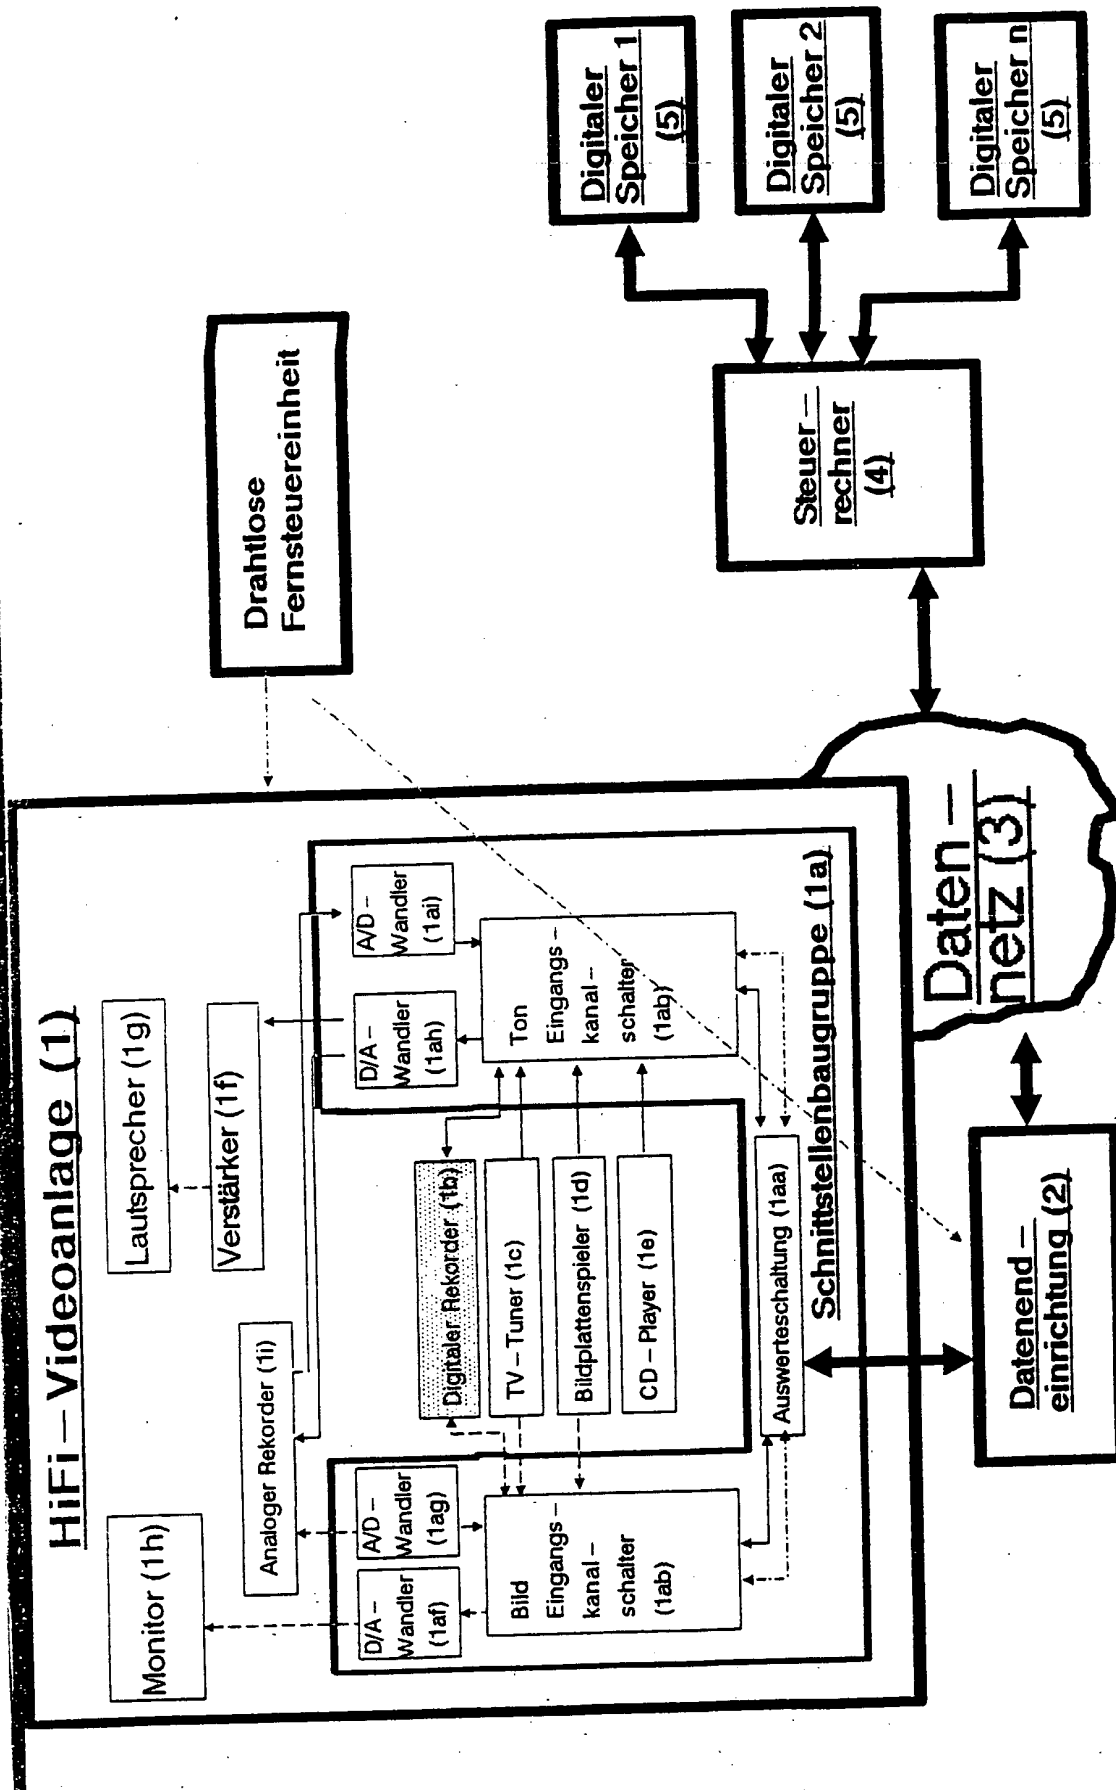 HiFi – Videoanlage (1)
Monitor (1h)
Analoger Rekorder (1i)
Lautsprecher (1g)
Verstärker (1f)
Drahtlose
Fernsteuereinheit
D/A –
Wandler
(1af)
A/D –
Wandler
(1ag)
D/A –
Wandler
(1ah)
A/D –
Wandler
(1ai)
Digitaler Rekorder (1b)
TV – Tuner (1c)
Bildplattenspieler (1d)
CD – Player (1e)
Bild
Eingangs –
kanal –
schalter
(1ab)
Ton
Eingangs –
kanal –
schalter
(1ab)
Auswerteschaltung (1aa)
Schnittstellenbaugruppe (1a)
Datenend –
einrichtung (2)
Daten –
netz (3)
Steuer –
rechner
(4)
Digitaler
Speicher 1
(5)
Digitaler
Speicher 2
(5)
Digitaler
Speicher n
(5)